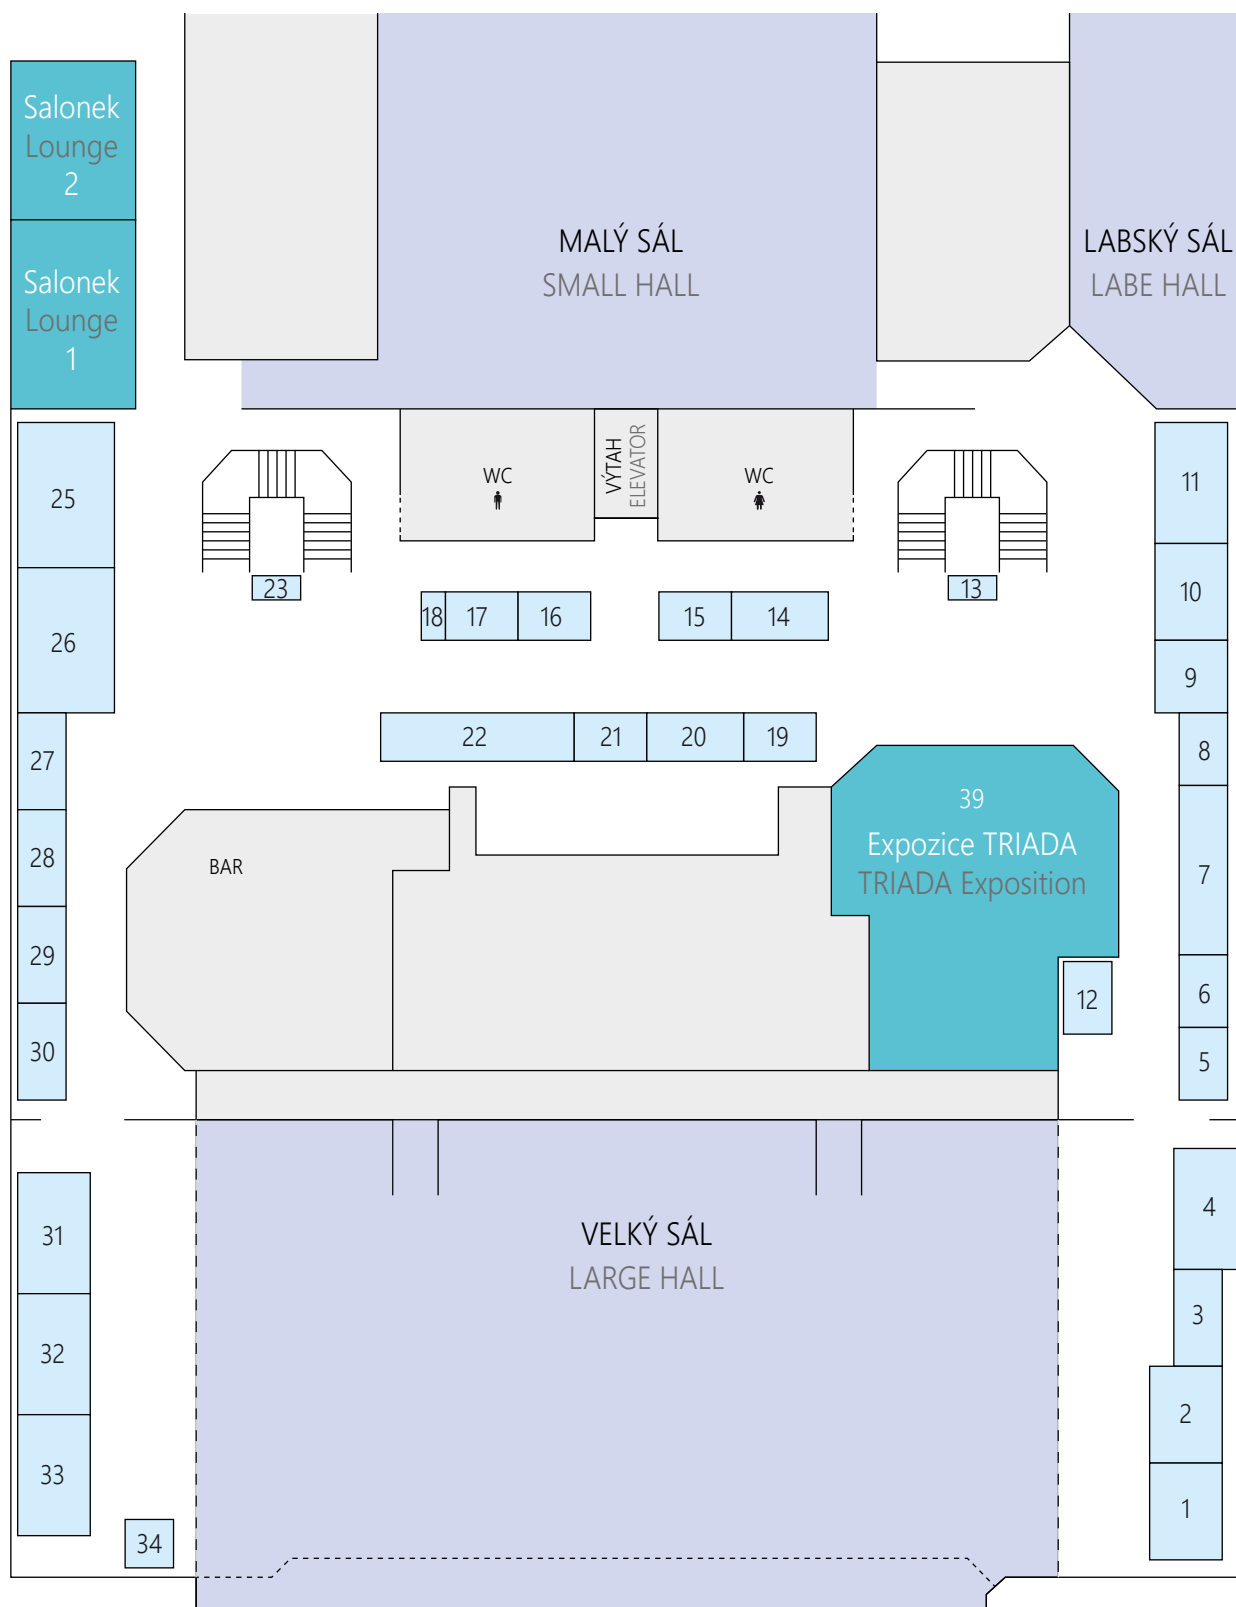 Salonek
Lounge
2
Salonek
Lounge
1
MALÝ SÁL
SMALL HALL
LABSKÝ SÁL
LABE HALL
WC
VÝTAH
ELEVATOR
WC
25
11
23
13
10
18
17
16
15
14
26
9
22
21
20
19
27
8
39
Expozice TRIADA
TRIADA Exposition
BAR
28
7
29
12
6
30
5
31
4
VELKÝ SÁL
LARGE HALL
3
32
2
33
1
34